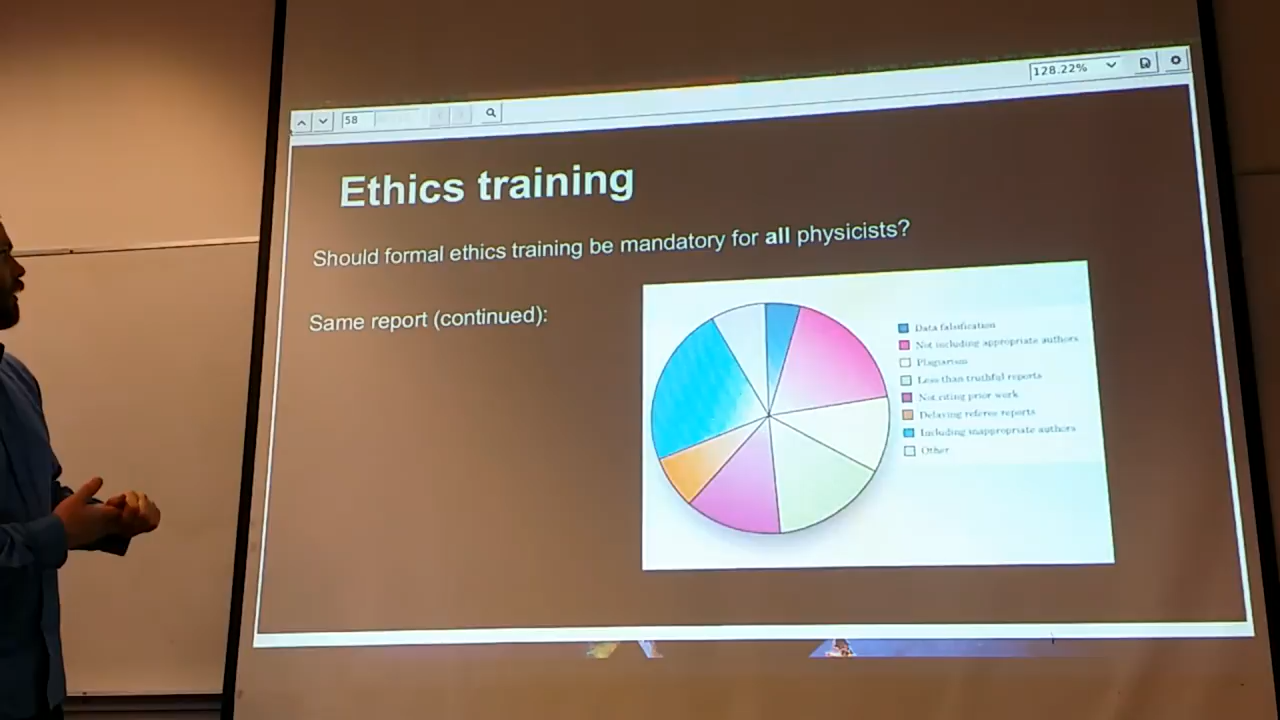 128.22%
58
Ethics training
Should formal ethics training be mandatory for all physicists?
Same report (continued):
Data falsification
Not including appropriate authors
Plagiarism
Less than truthful reports
Not citing prior work
Delaying referee reports
Including inappropriate authors
Other